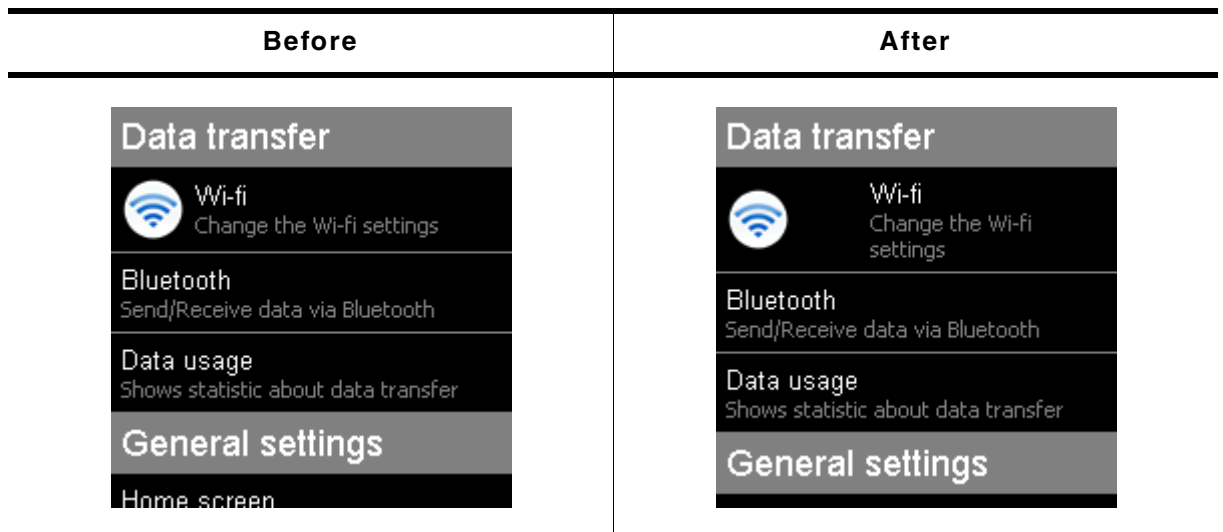 Before
After
Data transfer
Wi-fi
Change the Wi-fi settings
Bluetooth
Send/Receive data via Bluetooth
Data usage
Shows statistic about data transfer
General settings
Home screen
Data transfer
Wi-fi
Change the Wi-fi
settings
Bluetooth
Send/Receive data via Bluetooth
Data usage
Shows statistic about data transfer
General settings